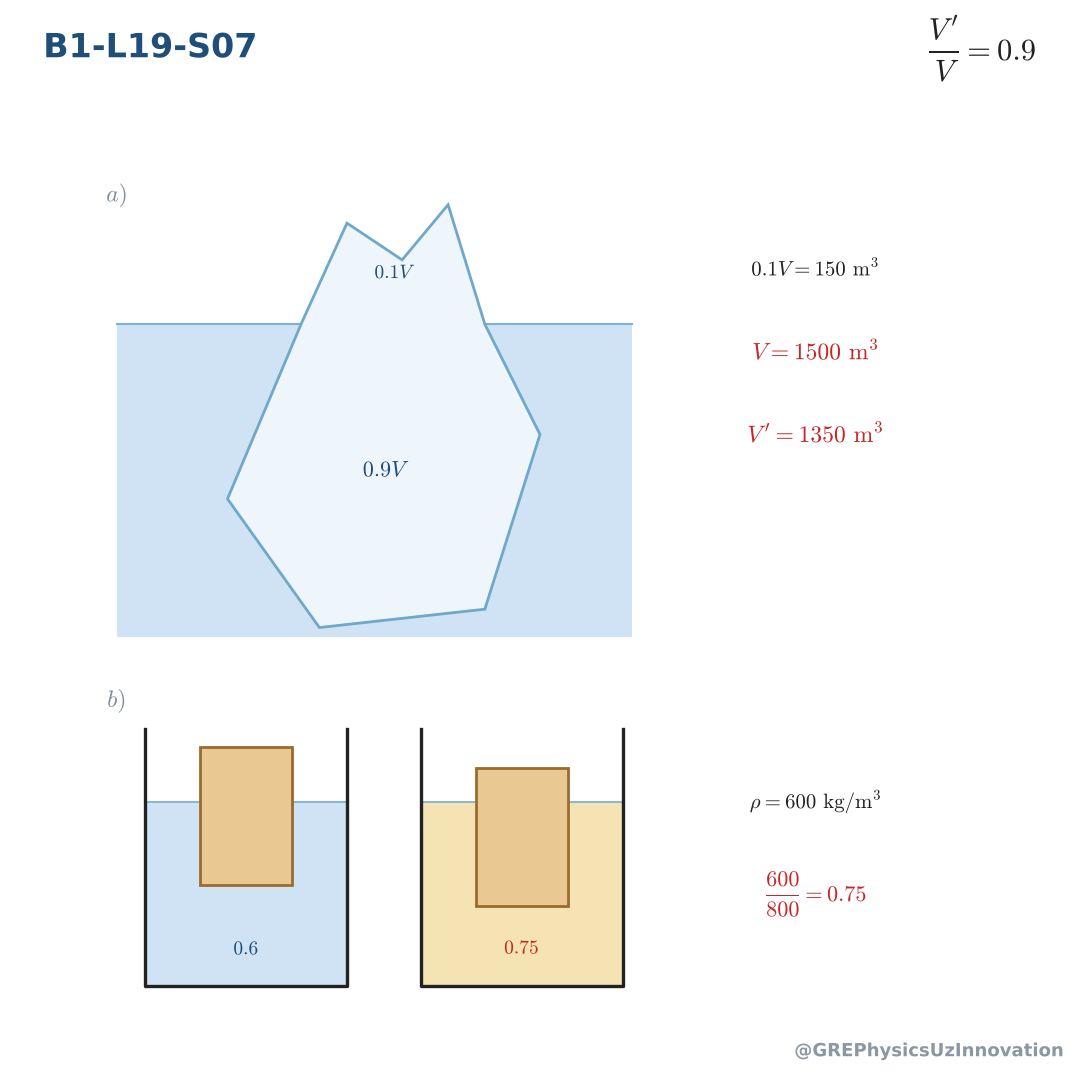 B1-L19-S07
V′/V = 0.9
a)
0.1V
0.9V
0.1V = 150 m³
V = 1500 m³
V′ = 1350 m³
b)
0.6
0.75
ρ = 600 kg/m³
600/800 = 0.75
@GREPhysicsUzInnovation